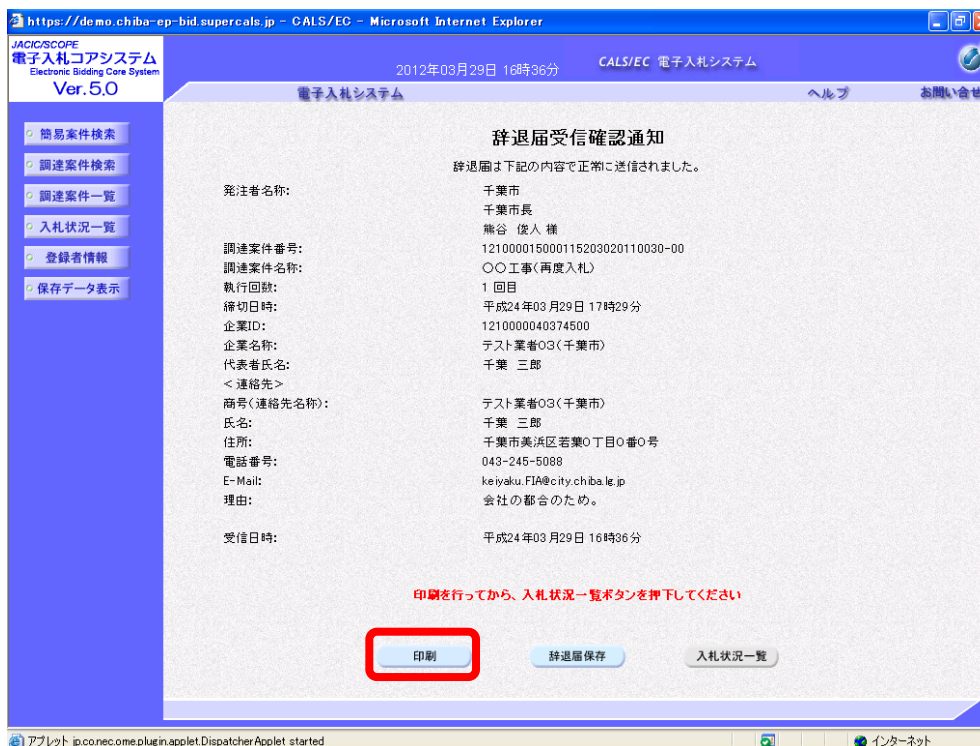 https://demo.chiba-ep-bid.supercals.jp - CALS/EC - Microsoft Internet Explorer
JACIC/SCOPE
電子入札コアシステム
Electronic Bidding Core System
Ver.5.0
2012年03月29日 16時36分
CALS/EC 電子入札システム
電子入札システム
ヘルプ
お問い合せ
簡易案件検索
調達案件検索
調達案件一覧
入札状況一覧
登録者情報
保存データ表示
辞退届受信確認通知
辞退届は下記の内容で正常に送信されました。
発注者名称: 千葉市
千葉市長
熊谷 俊人 様
調達案件番号: 121000015000115203020110030-00
調達案件名称: 〇〇工事(再度入札)
執行回数: 1 回目
締切日時: 平成24年03月29日 17時29分
企業ID: 1210000040374500
企業名称: テスト業者03(千葉市)
代表者氏名: 千葉 三郎
<連絡先>
商号(連絡先名称): テスト業者03(千葉市)
氏名: 千葉 三郎
住所: 千葉市美浜区若葉0丁目0番0号
電話番号: 043-245-5088
E-Mail: keiyaku.FIA@city.chiba.lg.jp
理由: 会社の都合のため。
受信日時: 平成24年03月29日 16時36分
印刷を行ってから、入札状況一覧ボタンを押下してください
印刷
辞退届保存
入札状況一覧
アプレット jp.co.nec.ome.plugin.applet.DispatcherApplet started
インターネット